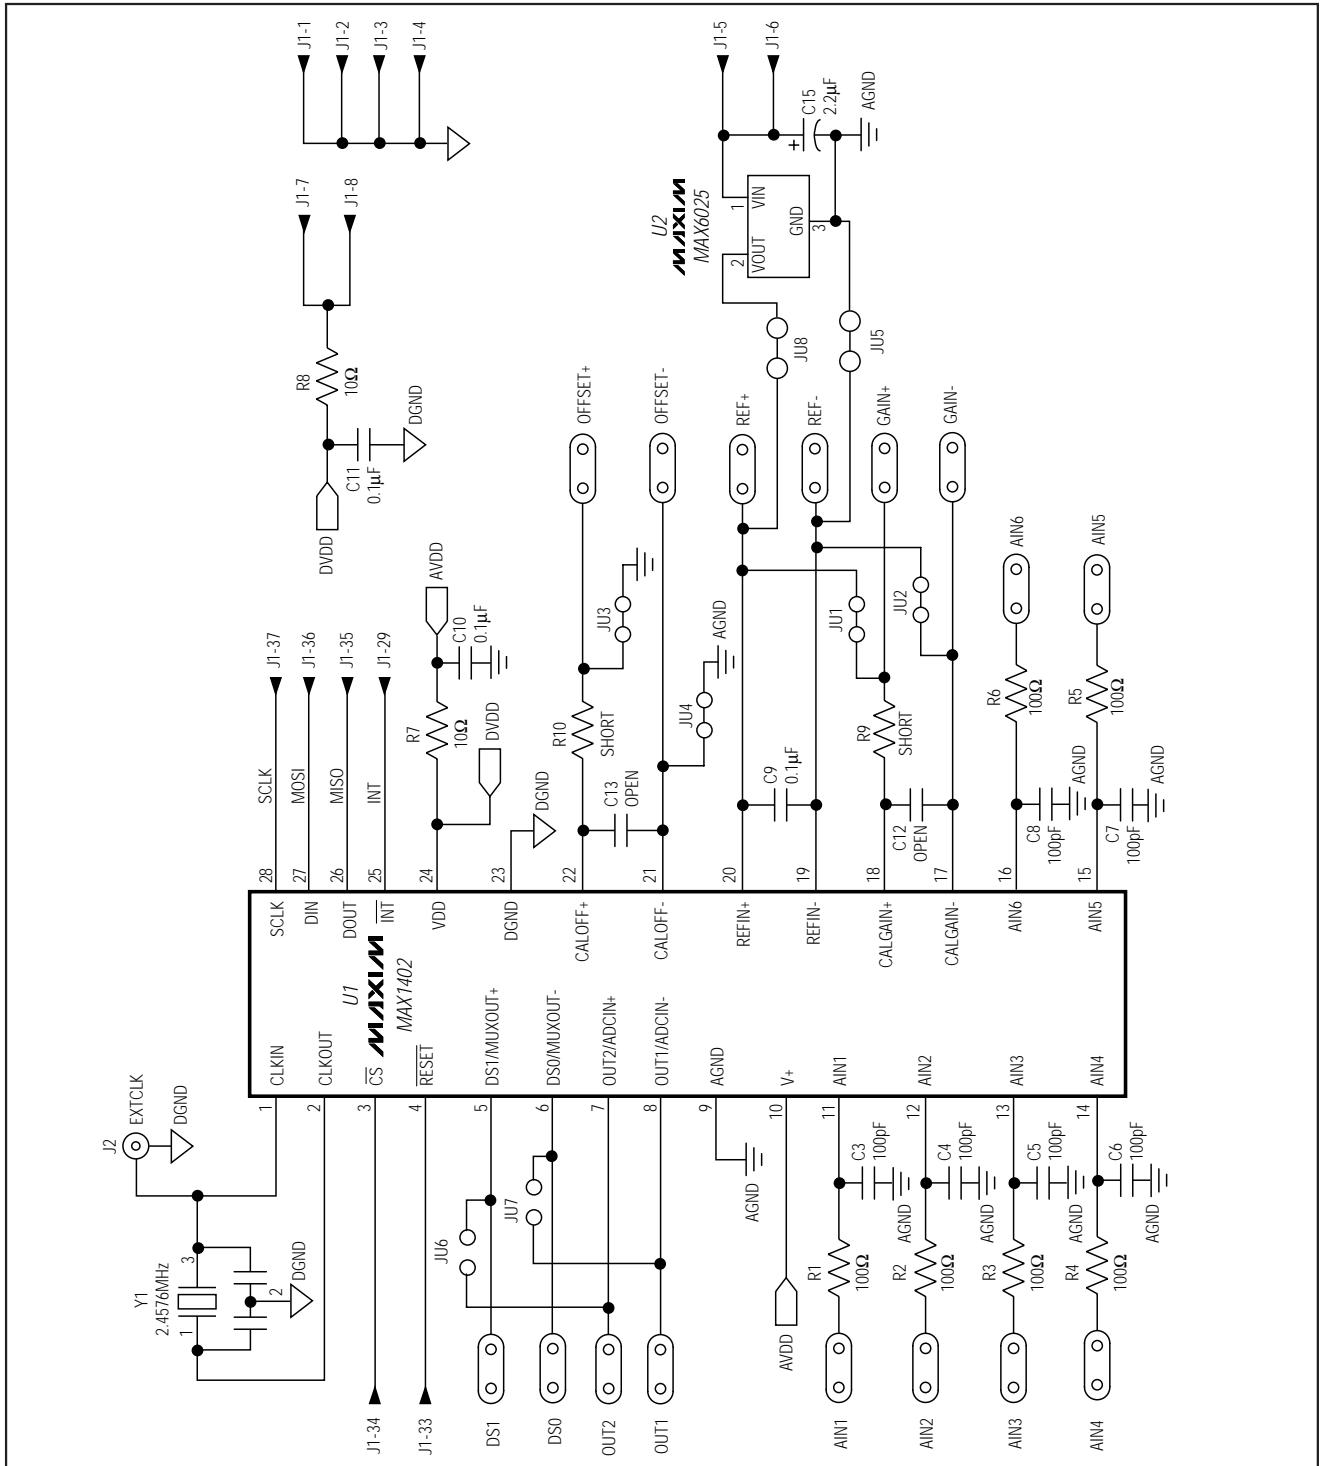 J1-1
J1-2
J1-3
J1-4
J1-5
J1-6
J1-7
J1-8
R8
10Ω
C11
0.1µF
DGND
DVDD
C15
2.2µF
AGND
U2
MAXIM
MAX6025
1
VIN
2
VOUT
GND
3
JU8
JU5
J1-37
J1-36
J1-35
J1-29
SCLK
MOSI
MISO
INT
AVDD
C10
0.1µF
R7
10Ω
DVDD
DGND
OFFSET+
OFFSET-
JU3
R10
SHORT
C13
OPEN
JU4
AGND
REF+
REF-
GAIN+
GAIN-
JU1
JU2
C9
0.1µF
R9
SHORT
C12
OPEN
AIN6
AIN5
R6
100Ω
R5
100Ω
C8
100pF
AGND
C7
100pF
AGND
28
27
26
25
24
23
22
21
20
19
18
17
16
15
SCLK
DIN
DOUT
INT
VDD
DGND
CALOFF+
CALOFF-
REFIN+
REFIN-
CALGAIN+
CALGAIN-
AIN6
AIN5
U1
MAXIM
MAX1402
CLKIN
CLKOUT
CS
RESET
DS1/MUXOUT+
DS0/MUXOUT-
OUT2/ADCIN+
OUT1/ADCIN-
AGND
V+
AIN1
AIN2
AIN3
AIN4
1
2
3
4
5
6
7
8
9
10
11
12
13
14
J2
EXTCLK
DGND
Y1
2.4576MHz
3
1
2
DGND
J1-34
J1-33
JU6
JU7
DS1
DS0
OUT2
OUT1
AGND
AVDD
C3
100pF
AGND
C4
100pF
AGND
C5
100pF
AGND
C6
100pF
AGND
R1
100Ω
R2
100Ω
R3
100Ω
R4
100Ω
AIN1
AIN2
AIN3
AIN4